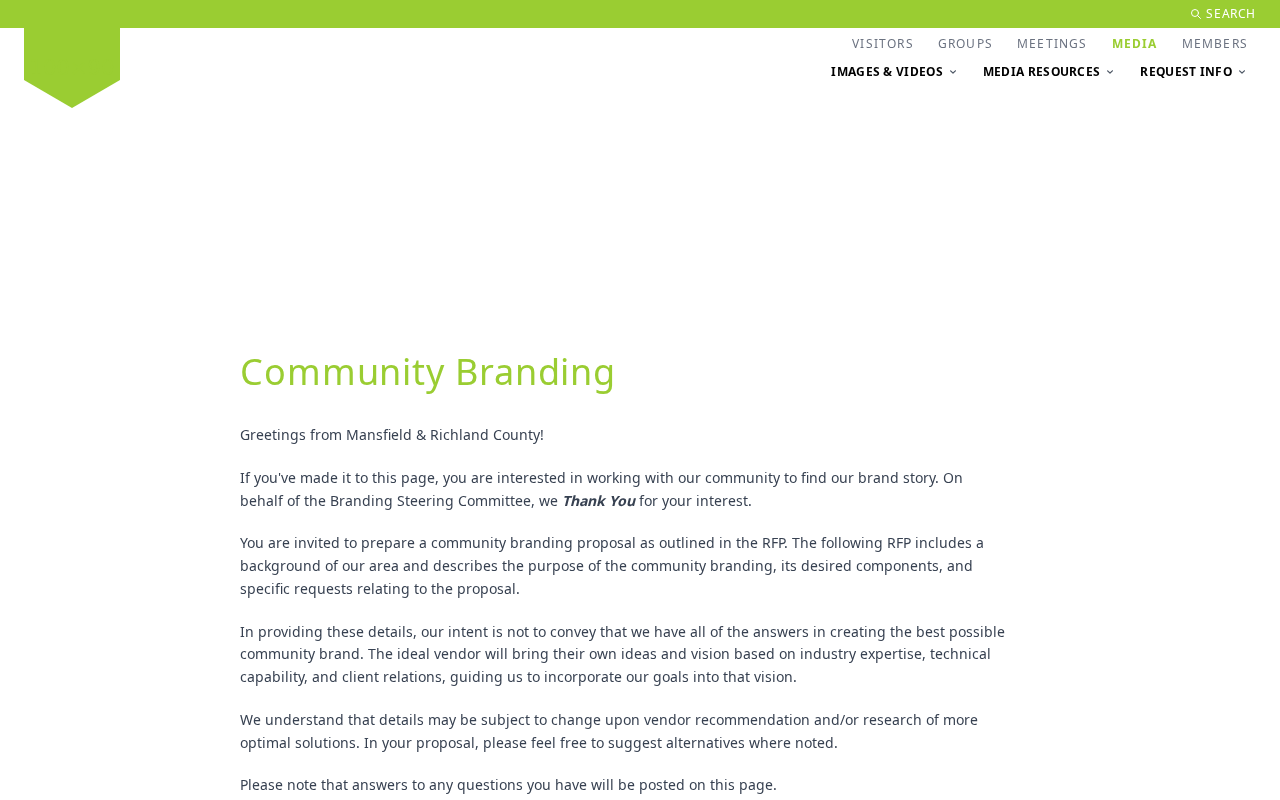 SEARCH
VISITORS GROUPS MEETINGS MEDIA MEMBERS
IMAGES & VIDEOS MEDIA RESOURCES REQUEST INFO
Community Branding
Greetings from Mansfield & Richland County!
If you've made it to this page, you are interested in working with our community to find our brand story. On
behalf of the Branding Steering Committee, we Thank You for your interest.
You are invited to prepare a community branding proposal as outlined in the RFP. The following RFP includes a
background of our area and describes the purpose of the community branding, its desired components, and
specific requests relating to the proposal.
In providing these details, our intent is not to convey that we have all of the answers in creating the best possible
community brand. The ideal vendor will bring their own ideas and vision based on industry expertise, technical
capability, and client relations, guiding us to incorporate our goals into that vision.
We understand that details may be subject to change upon vendor recommendation and/or research of more
optimal solutions. In your proposal, please feel free to suggest alternatives where noted.
Please note that answers to any questions you have will be posted on this page.